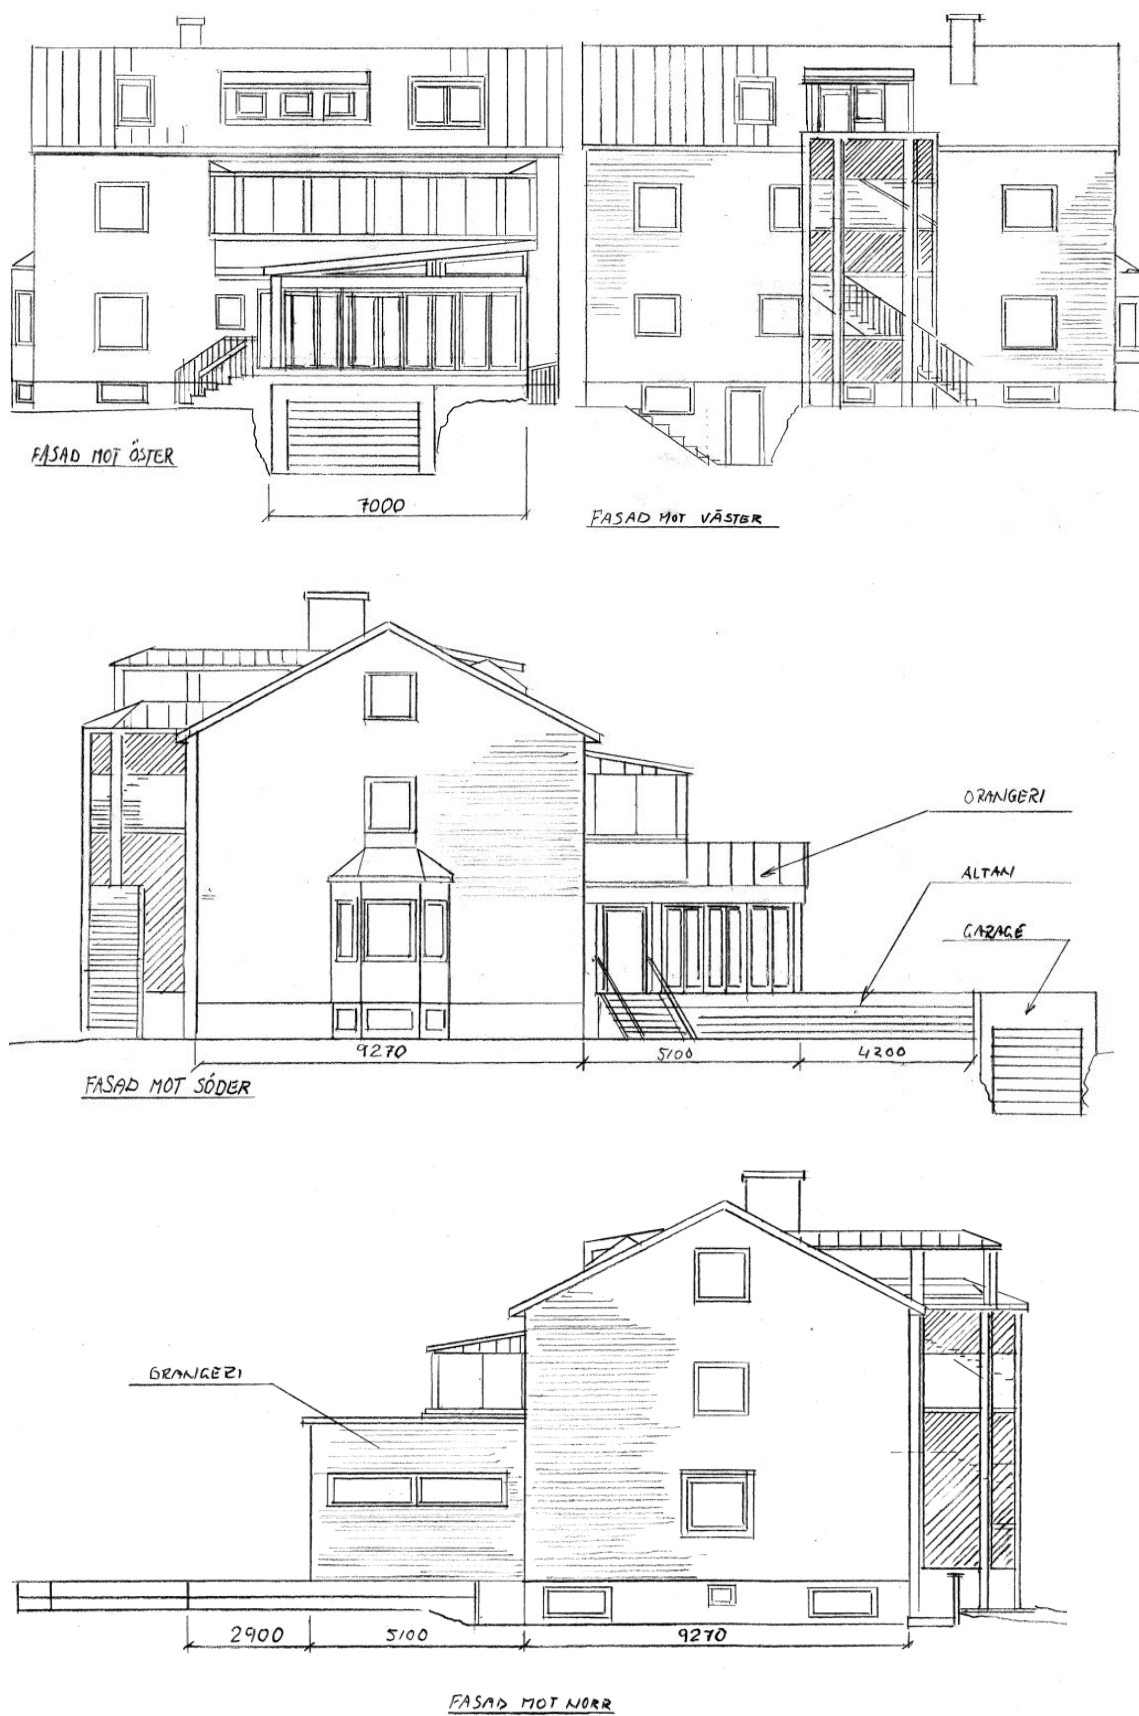 FASAD MOT ÖSTER
7000
FASAD MOT VÄSTER
ORANGERI
ALTAN
GARAGE
9270
5100
4200
FASAD MOT SÖDER
ORANGERI
2900
5100
9270
FASAD MOT NORR